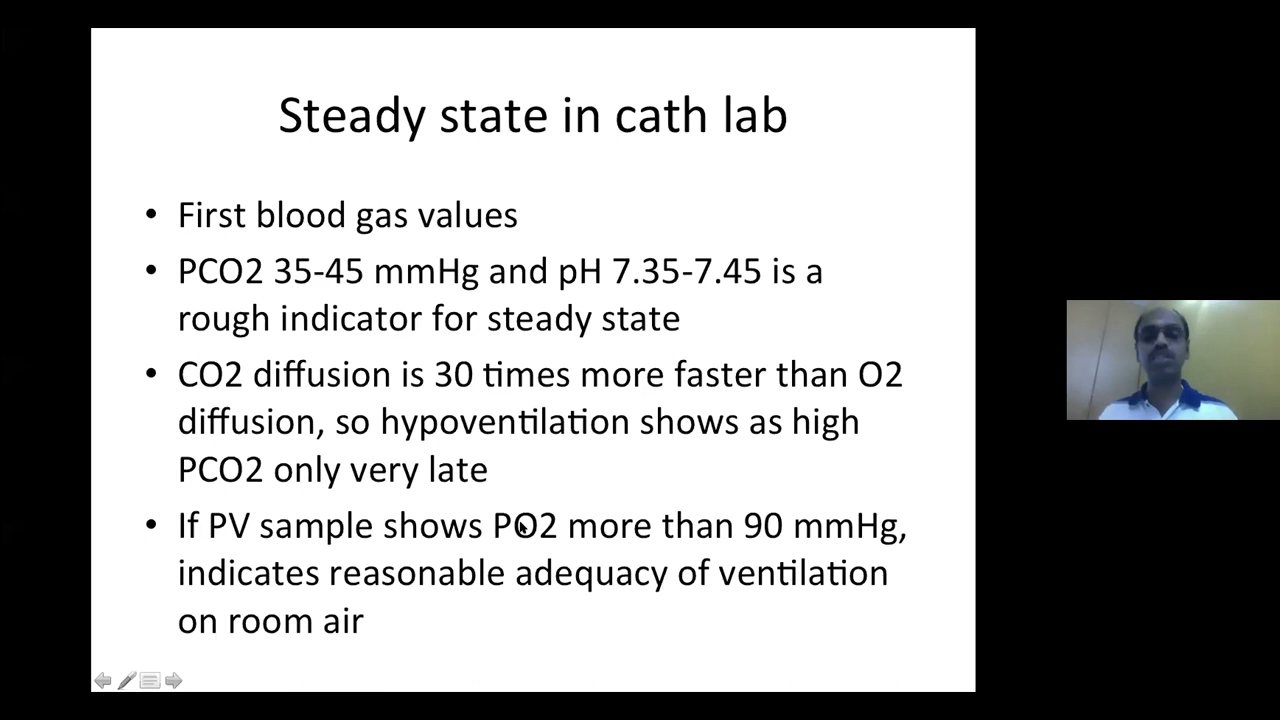 Steady state in cath lab
• First blood gas values
• PCO2 35-45 mmHg and pH 7.35-7.45 is a
rough indicator for steady state
• CO2 diffusion is 30 times more faster than O2
diffusion, so hypoventilation shows as high
PCO2 only very late
• If PV sample shows PO2 more than 90 mmHg,
indicates reasonable adequacy of ventilation
on room air